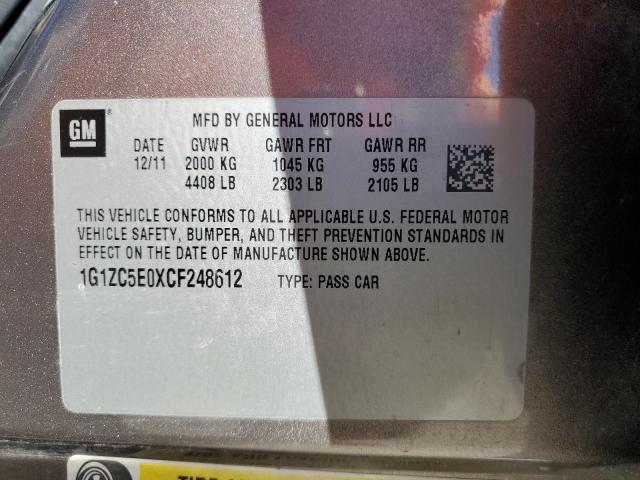 GM
MFD BY GENERAL MOTORS LLC
DATE GVWR GAWR FRT GAWR RR
12/11 2000 KG 1045 KG 955 KG
4408 LB 2303 LB 2105 LB
THIS VEHICLE CONFORMS TO ALL APPLICABLE U.S. FEDERAL MOTOR
VEHICLE SAFETY, BUMPER, AND THEFT PREVENTION STANDARDS IN
EFFECT ON THE DATE OF MANUFACTURE SHOWN ABOVE.
1G1ZC5E0XCF248612 TYPE: PASS CAR